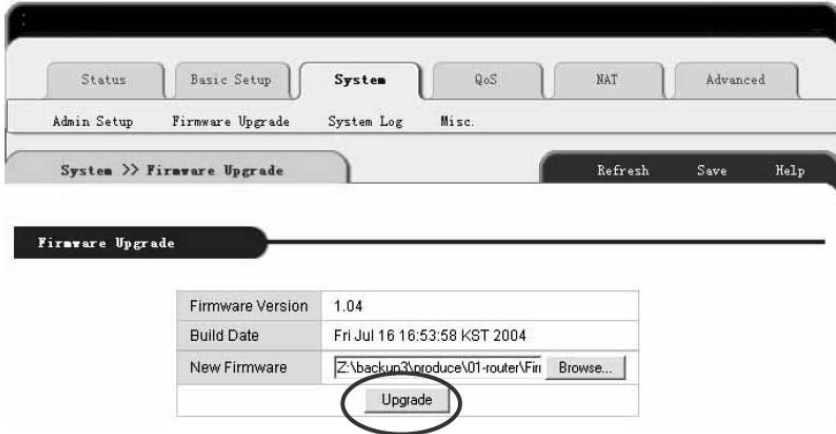 :
Status Basic Setup System QoS NAT Advanced
Admin Setup Firmware Upgrade System Log Misc.
System >> Firmware Upgrade Refresh Save Help
Firmware Upgrade
Firmware Version 1.04
Build Date Fri Jul 16 16:53:58 KST 2004
New Firmware Z:\backup3\produce\01-router\Fir Browse...
Upgrade